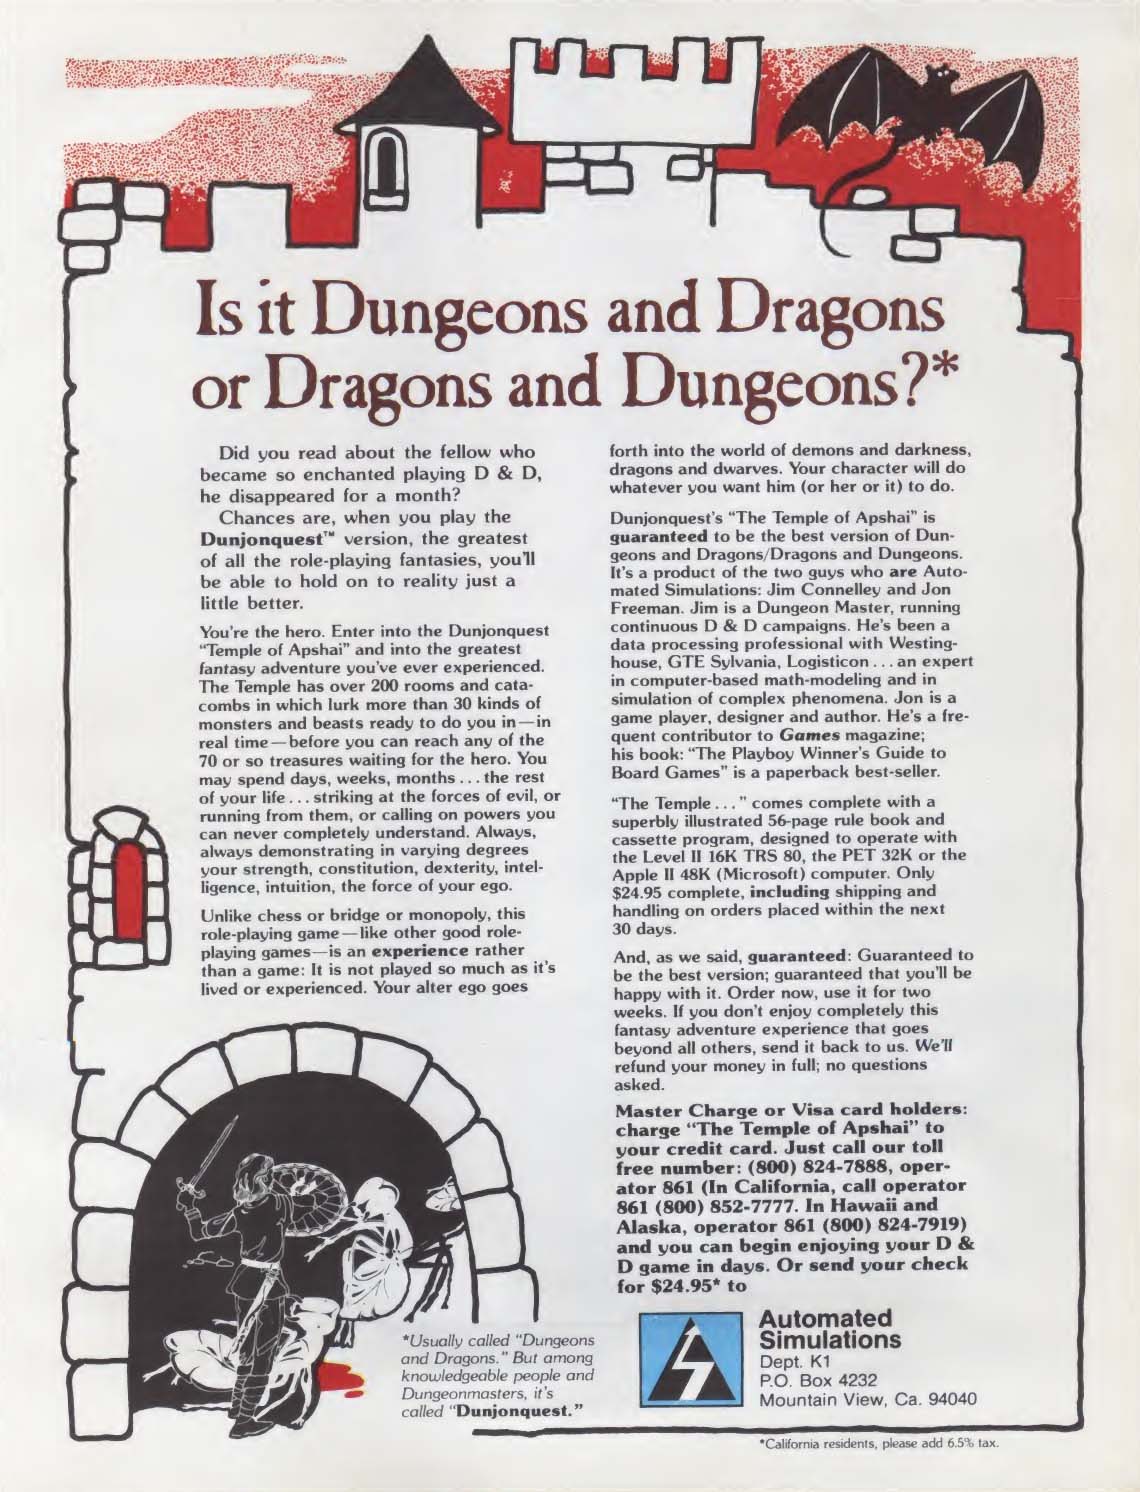 Is it Dungeons and Dragons
or Dragons and Dungeons?*
Did you read about the fellow who
became so enchanted playing D & D,
he disappeared for a month?
Chances are, when you play the
Dunjonquest™ version, the greatest
of all the role-playing fantasies, you'll
be able to hold on to reality just a
little better.
You're the hero. Enter into the Dunjonquest
"Temple of Apshai" and into the greatest
fantasy adventure you've ever experienced.
The Temple has over 200 rooms and cata-
combs in which lurk more than 30 kinds of
monsters and beasts ready to do you in—in
real time—before you can reach any of the
70 or so treasures waiting for the hero. You
may spend days, weeks, months . . . the rest
of your life . . . striking at the forces of evil, or
running from them, or calling on powers you
can never completely understand. Always,
always demonstrating in varying degrees
your strength, constitution, dexterity, intel-
ligence, intuition, the force of your ego.
Unlike chess or bridge or monopoly, this
role-playing game—like other good role-
playing games—is an experience rather
than a game: It is not played so much as it's
lived or experienced. Your alter ego goes
forth into the world of demons and darkness,
dragons and dwarves. Your character will do
whatever you want him (or her or it) to do.
Dunjonquest's "The Temple of Apshai" is
guaranteed to be the best version of Dun-
geons and Dragons/Dragons and Dungeons.
It's a product of the two guys who are Auto-
mated Simulations: Jim Connelley and Jon
Freeman. Jim is a Dungeon Master, running
continuous D & D campaigns. He's been a
data processing professional with Westing-
house, GTE Sylvania, Logisticon . . . an expert
in computer-based math-modeling and in
simulation of complex phenomena. Jon is a
game player, designer and author. He's a fre-
quent contributor to Games magazine;
his book: "The Playboy Winner's Guide to
Board Games" is a paperback best-seller.
"The Temple . . . " comes complete with a
superbly illustrated 56-page rule book and
cassette program, designed to operate with
the Level II 16K TRS 80, the PET 32K or the
Apple II 48K (Microsoft) computer. Only
$24.95 complete, including shipping and
handling on orders placed within the next
30 days.
And, as we said, guaranteed: Guaranteed to
be the best version; guaranteed that you'll be
happy with it. Order now, use it for two
weeks. If you don't enjoy completely this
fantasy adventure experience that goes
beyond all others, send it back to us. We'll
refund your money in full; no questions
asked.
Master Charge or Visa card holders:
charge "The Temple of Apshai" to
your credit card. Just call our toll
free number: (800) 824-7888, oper-
ator 861 (In California, call operator
861 (800) 852-7777. In Hawaii and
Alaska, operator 861 (800) 824-7919)
and you can begin enjoying your D &
D game in days. Or send your check
for $24.95* to
*Usually called "Dungeons
and Dragons." But among
knowledgeable people and
Dungeonmasters, it's
called "Dunjonquest."
Automated
Simulations
Dept. K1
P.O. Box 4232
Mountain View, Ca. 94040
*California residents, please add 6.5% tax.